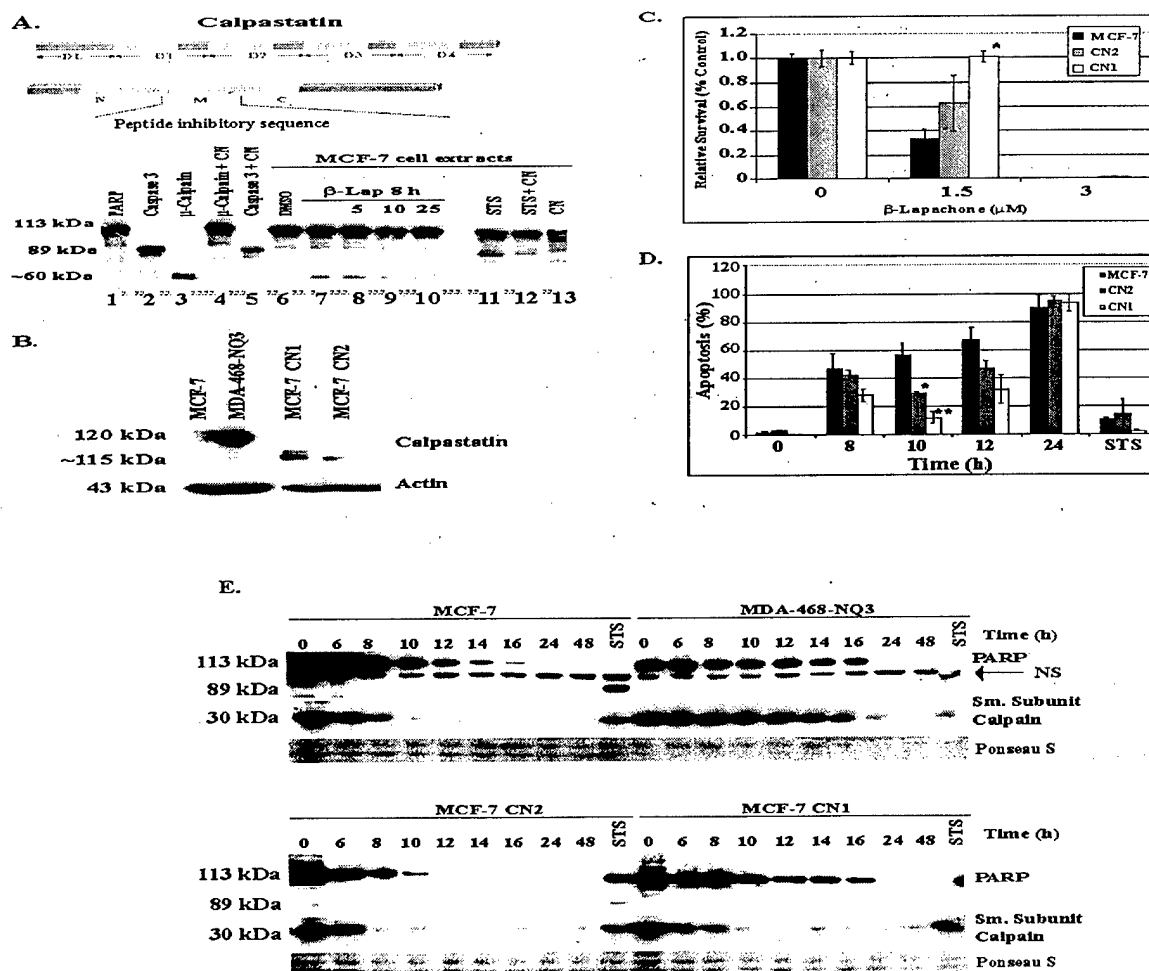 A.
Calpastatin
DL D1 D2 D3 D4
N M C
Peptide inhibitory sequence
MCF-7 cell extracts
β-Lap 8 h
PARP Caspase 3 μ-Calpain μ-Calpain + CN Caspase 3 + CN DMSO 5 10 25 STS STS + CN CN
113 kDa
89 kDa
~60 kDa
1 2 3 4 5 6 7 8 9 10 11 12 13
B.
MCF-7 MDA-468-NQ3 MCF-7 CN1 MCF-7 CN2
120 kDa
~115 kDa
Calpastatin
43 kDa
Actin
C.
Relative Survival (% Control)
1.2
1.0
0.8
0.6
0.4
0.2
0
MCF-7
CN2
CN1
*
0 1.5 3
β-Lapachone (μM)
D.
Apoptosis (%)
120
100
80
60
40
20
0
MCF-7
CN2
CN1
*
**
0 8 10 12 24 STS
Time (h)
E.
MCF-7 MDA-468-NQ3
0 6 8 10 12 14 16 24 48 STS 0 6 8 10 12 14 16 24 48 STS Time (h)
113 kDa
PARP
NS
89 kDa
30 kDa
Sm. Subunit
Calpain
Ponseau S
MCF-7 CN2 MCF-7 CN1
0 6 8 10 12 14 16 24 48 STS 0 6 8 10 12 14 16 24 48 STS Time (h)
113 kDa
PARP
89 kDa
30 kDa
Sm. Subunit
Calpain
Ponseau S